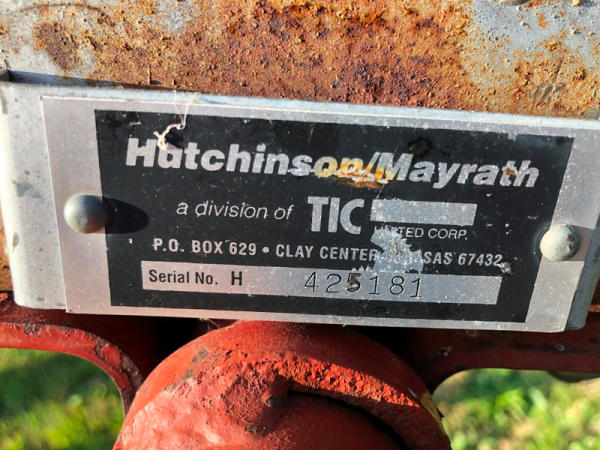 Hutchinson/Mayrath
a division of TIC
UNITED CORP.
P.O. BOX 629 • CLAY CENTER, KANSAS 67432
Serial No. H 425181